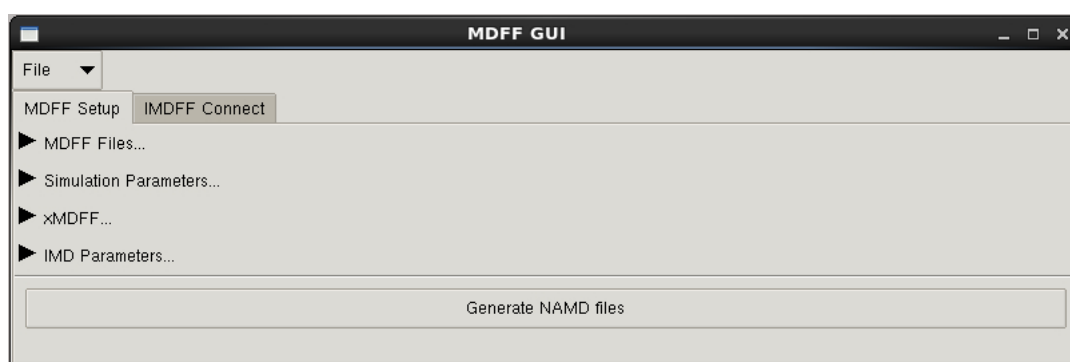 MDFF GUI
File
MDFF Setup IMDFF Connect
MDFF Files...
Simulation Parameters...
xMDFF...
IMD Parameters...
Generate NAMD files